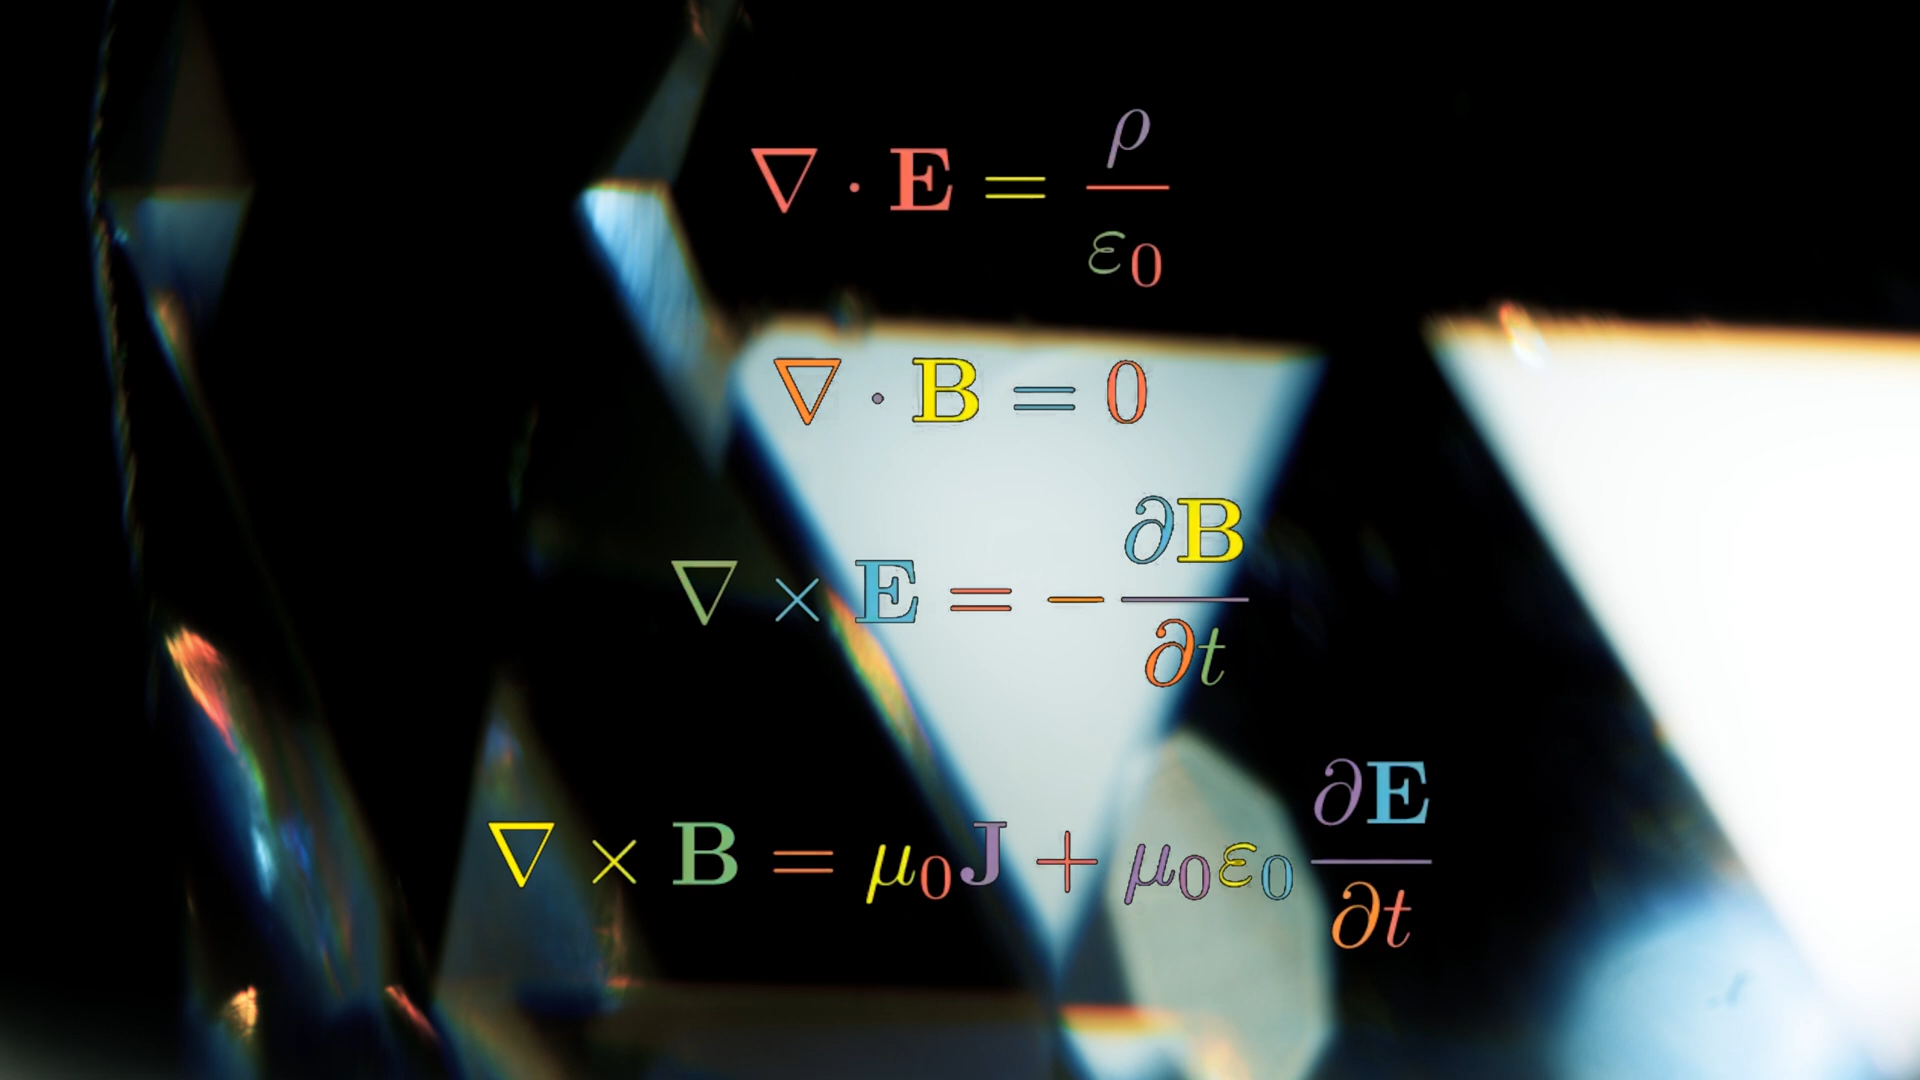 ∇ · E = ρ/ε₀
∇ · B = 0
∇ × E = −∂B/∂t
∇ × B = μ₀J + μ₀ε₀ ∂E/∂t